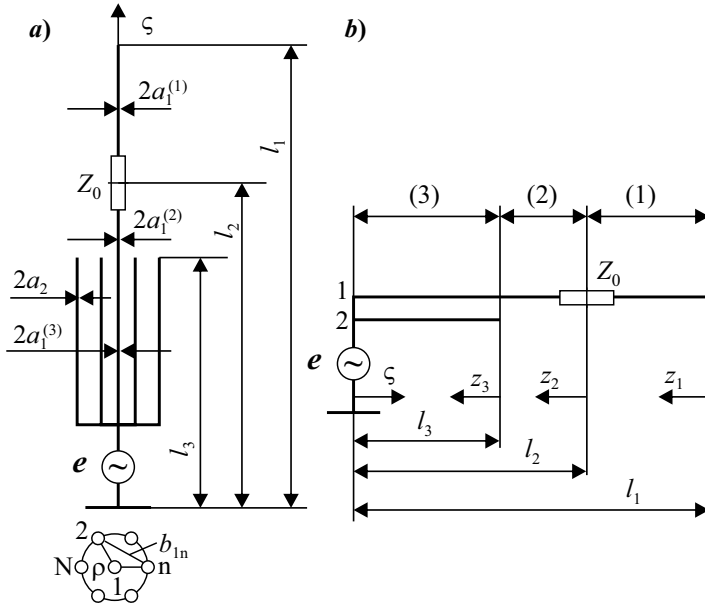 a)
ς
2a₁⁽¹⁾
l₁
Z₀
l₂
2a₁⁽²⁾
2a₂
2a₁⁽³⁾
l₃
e
~
2
b₁ₙ
N
ρ
n
1
b)
(3)
(2)
(1)
Z₀
1
2
e
~
ς
z₃
z₂
z₁
l₃
l₂
l₁